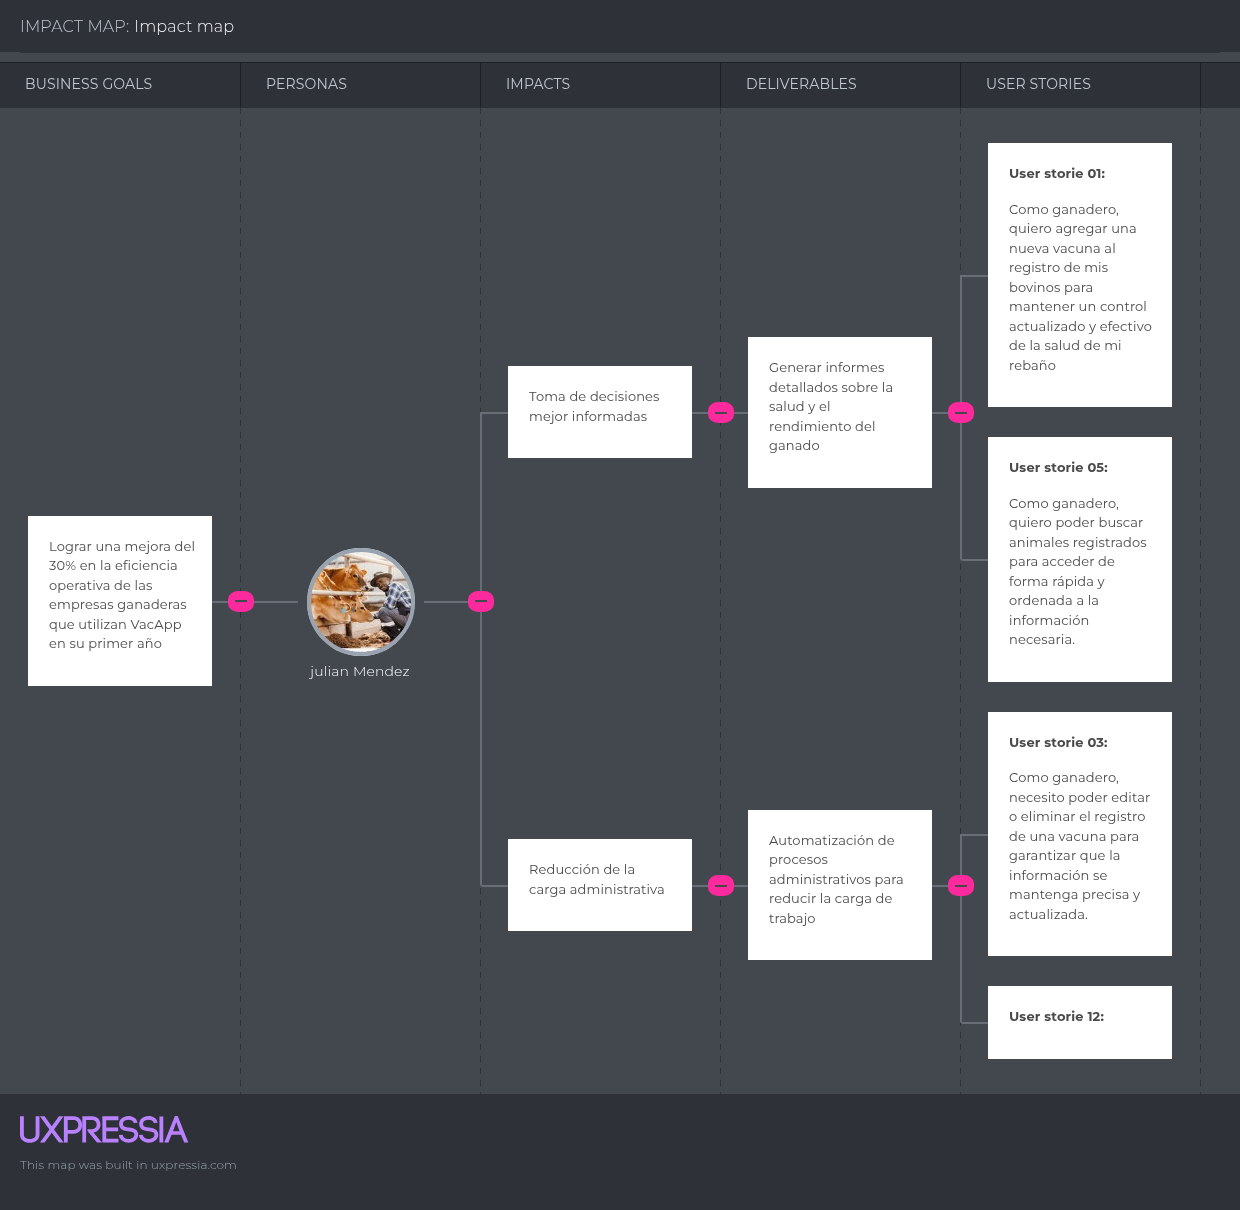 IMPACT MAP: Impact map
BUSINESS GOALS
PERSONAS
IMPACTS
DELIVERABLES
USER STORIES
Lograr una mejora del
30% en la eficiencia
operativa de las
empresas ganaderas
que utilizan VacApp
en su primer año
julian Mendez
Toma de decisiones
mejor informadas
Generar informes
detallados sobre la
salud y el
rendimiento del
ganado
User storie 01:
Como ganadero,
quiero agregar una
nueva vacuna al
registro de mis
bovinos para
mantener un control
actualizado y efectivo
de la salud de mi
rebaño
User storie 05:
Como ganadero,
quiero poder buscar
animales registrados
para acceder de
forma rápida y
ordenada a la
información
necesaria.
Reducción de la
carga administrativa
Automatización de
procesos
administrativos para
reducir la carga de
trabajo
User storie 03:
Como ganadero,
necesito poder editar
o eliminar el registro
de una vacuna para
garantizar que la
información se
mantenga precisa y
actualizada.
User storie 12:
UXPRESSIA
This map was built in uxpressia.com